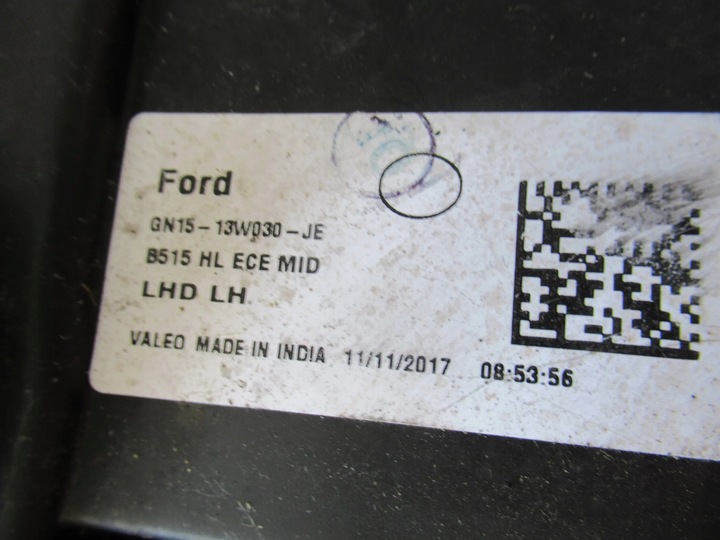 Ford
GN15-13W030-JE
B515 HL ECE MID
LHD LH
VALEO MADE IN INDIA 11/11/2017 08:53:56